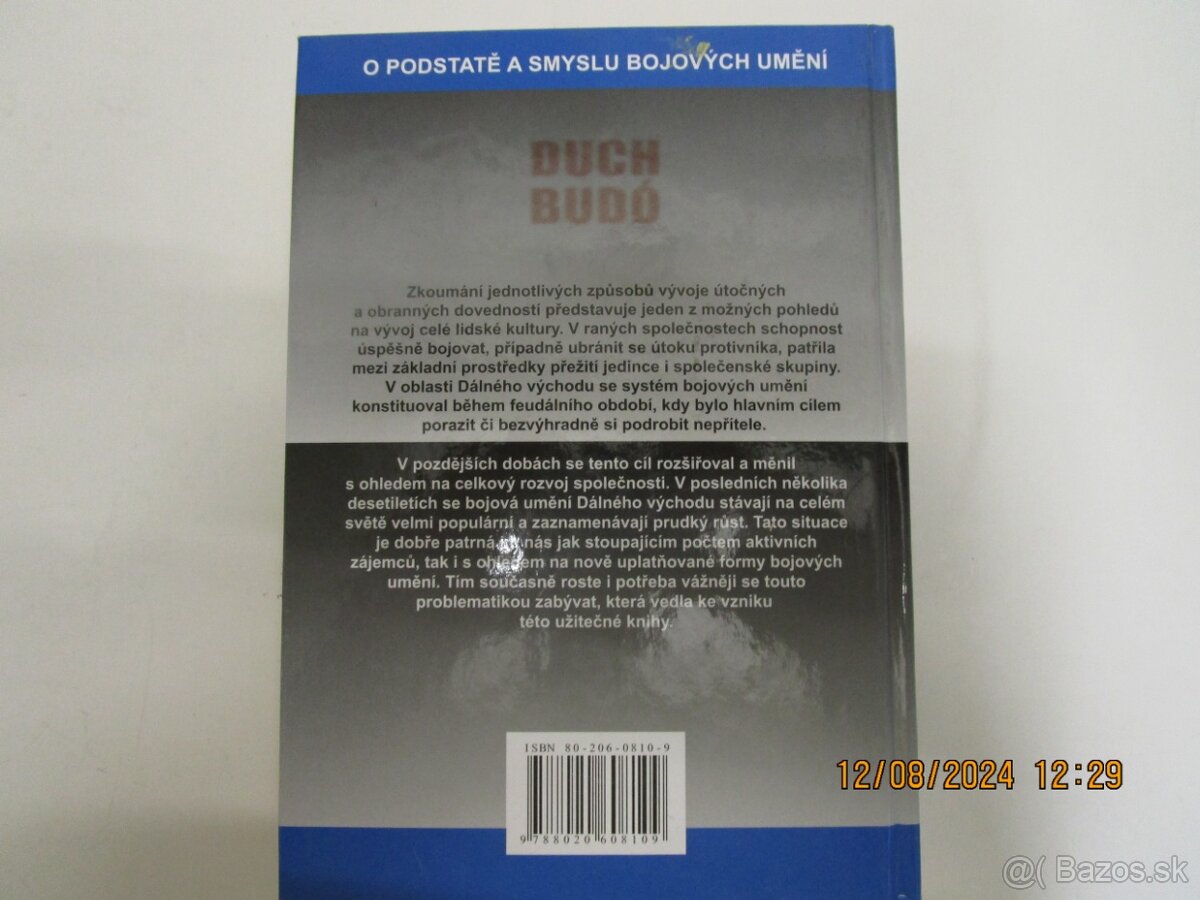 O PODSTATĚ A SMYSLU BOJOVÝCH UMĚNÍ
DUCH
BUDÓ
Zkoumání jednotlivých způsobů vývoje útočných
a obranných dovedností představuje jeden z možných pohledů
na vývoj celé lidské kultury. V raných společnostech schopnost
úspěšně bojovat, případně ubránit se útoku protivníka, patřila
mezi základní prostředky přežití jedince i společenské skupiny.
V oblasti Dálného východu se systém bojových umění
konstituoval během feudálního období, kdy bylo hlavním cílem
porazit či bezvýhradně si podrobit nepřítele.
V pozdějších dobách se tento cíl rozšiřoval a měnil
s ohledem na celkový rozvoj společnosti. V posledních několika
desetiletích se bojová umění Dálného východu stávají na celém
světě velmi populární a zaznamenávají prudký růst. Tato situace
je dobře patrná u nás jak stoupajícím počtem aktivních
zájemců, tak i s ohledem na nově uplatňované formy bojových
umění. Tím současně roste i potřeba vážněji se touto
problematikou zabývat, která vedla ke vzniku
této užitečné knihy.
ISBN 80-206-0810-9
9 788020 608109
12/08/2024 12:29
@( Bazos.sk